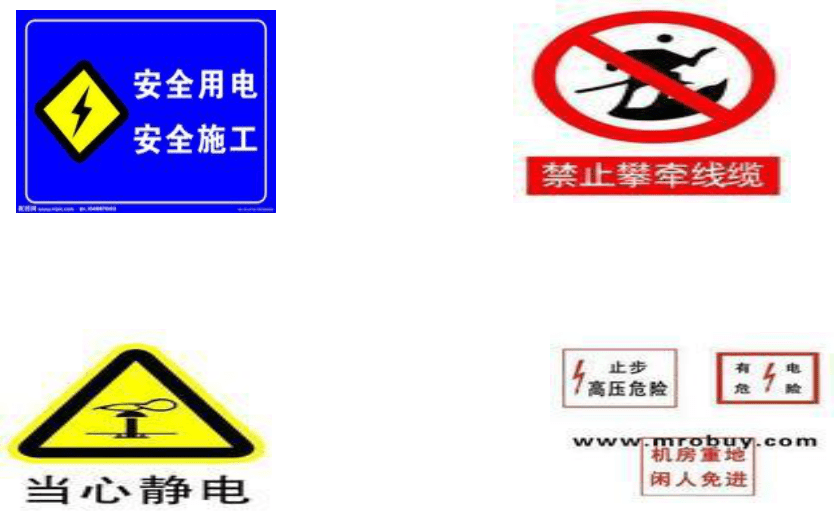 安全用电
安全施工
禁止攀牵线缆
当心静电
止步
高压危险
有电
危险
www.mrobuy.com
机房重地
闲人免进